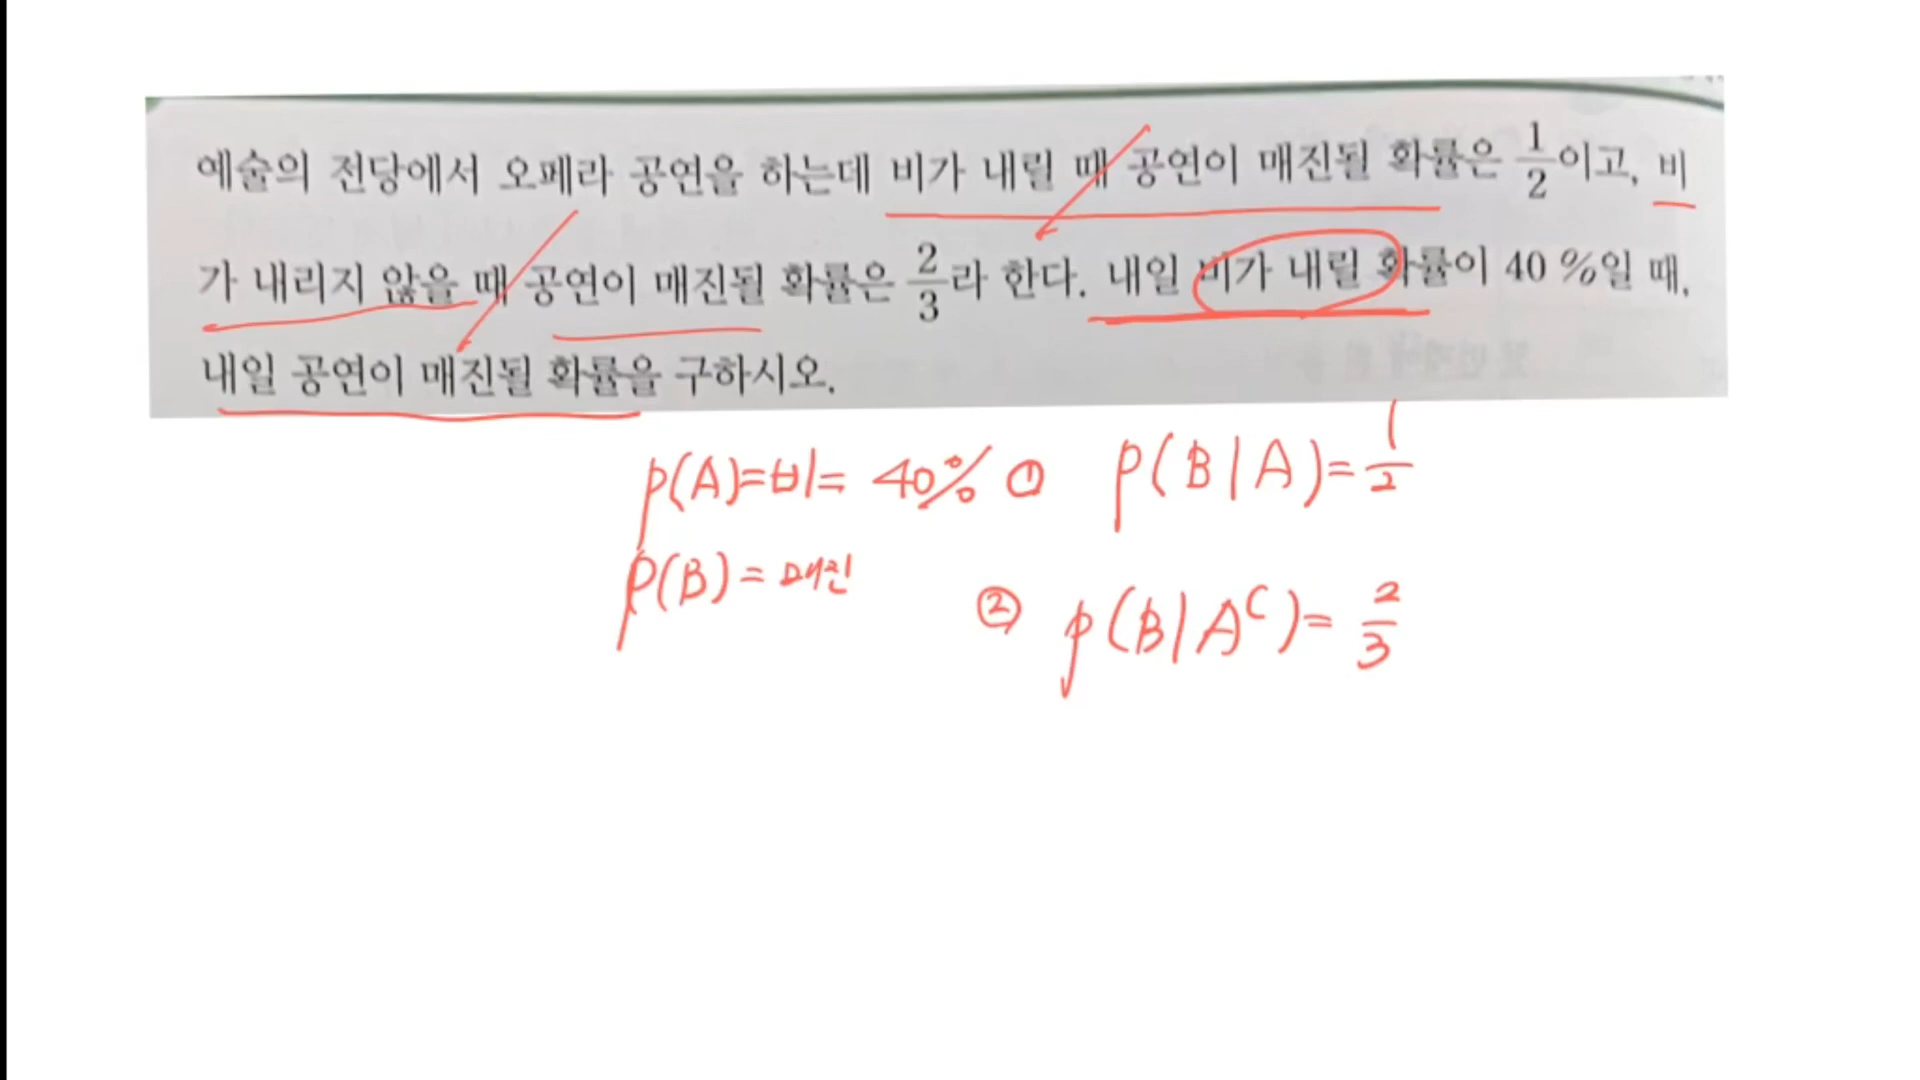 예술의 전당에서 오페라 공연을 하는데 비가 내릴 때 공연이 매진될 확률은 1/2이고, 비
가 내리지 않을 때 공연이 매진될 확률은 2/3라 한다. 내일 비가 내릴 확률이 40 %일 때,
내일 공연이 매진될 확률을 구하시오.
p(A)=비= 40% ① p(B|A)=1/2
p(B)=매진
② p(B|A^C)=2/3